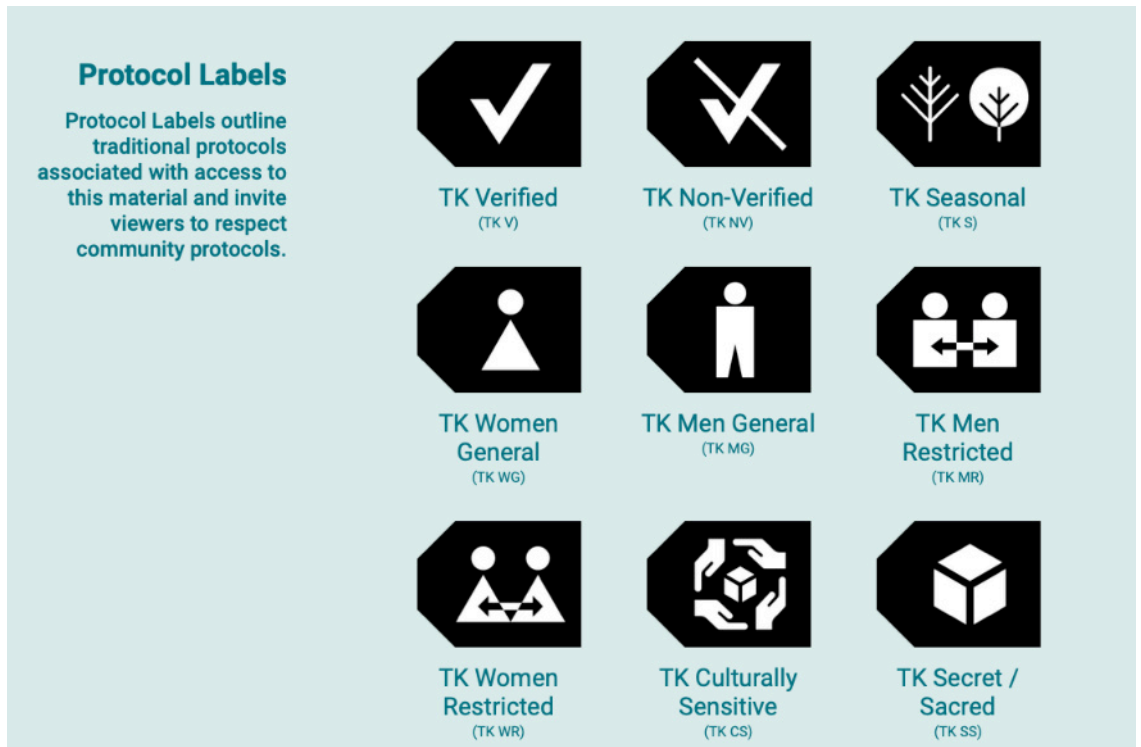 Protocol Labels
Protocol Labels outline
traditional protocols
associated with access to
this material and invite
viewers to respect
community protocols.
TK Verified
(TK V)
TK Non-Verified
(TK NV)
TK Seasonal
(TK S)
TK Women
General
(TK WG)
TK Men General
(TK MG)
TK Men
Restricted
(TK MR)
TK Women
Restricted
(TK WR)
TK Culturally
Sensitive
(TK CS)
TK Secret /
Sacred
(TK SS)